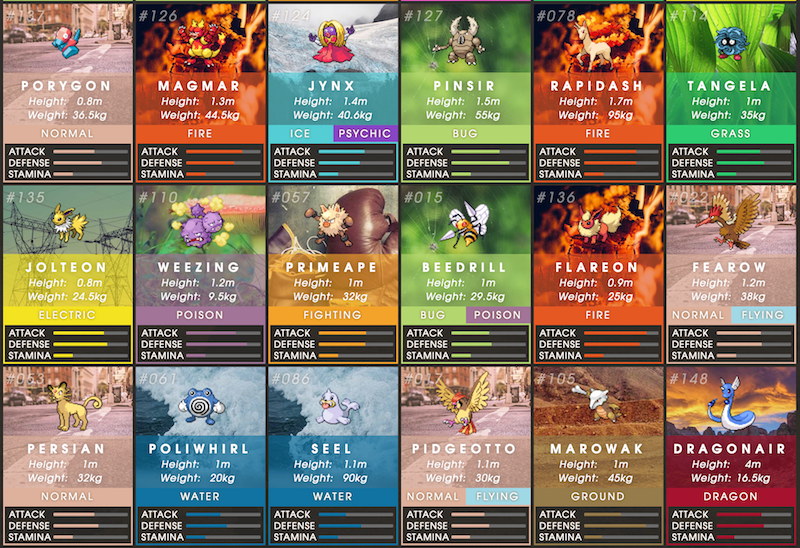 #137
PORYGON
Height: 0.8m
Weight: 36.5kg
NORMAL
ATTACK
DEFENSE
STAMINA
#126
MAGMAR
Height: 1.3m
Weight: 44.5kg
FIRE
ATTACK
DEFENSE
STAMINA
#124
JYNX
Height: 1.4m
Weight: 40.6kg
ICE PSYCHIC
ATTACK
DEFENSE
STAMINA
#127
PINSIR
Height: 1.5m
Weight: 55kg
BUG
ATTACK
DEFENSE
STAMINA
#078
RAPIDASH
Height: 1.7m
Weight: 95kg
FIRE
ATTACK
DEFENSE
STAMINA
#114
TANGELA
Height: 1m
Weight: 35kg
GRASS
ATTACK
DEFENSE
STAMINA
#135
JOLTEON
Height: 0.8m
Weight: 24.5kg
ELECTRIC
ATTACK
DEFENSE
STAMINA
#110
WEEZING
Height: 1.2m
Weight: 9.5kg
POISON
ATTACK
DEFENSE
STAMINA
#057
PRIMEAPE
Height: 1m
Weight: 32kg
FIGHTING
ATTACK
DEFENSE
STAMINA
#015
BEEDRILL
Height: 1m
Weight: 29.5kg
BUG POISON
ATTACK
DEFENSE
STAMINA
#136
FLAREON
Height: 0.9m
Weight: 25kg
FIRE
ATTACK
DEFENSE
STAMINA
#022
FEAROW
Height: 1.2m
Weight: 38kg
NORMAL FLYING
ATTACK
DEFENSE
STAMINA
#053
PERSIAN
Height: 1m
Weight: 32kg
NORMAL
ATTACK
DEFENSE
STAMINA
#061
POLIWHIRL
Height: 1m
Weight: 20kg
WATER
ATTACK
DEFENSE
STAMINA
#086
SEEL
Height: 1.1m
Weight: 90kg
WATER
ATTACK
DEFENSE
STAMINA
#017
PIDGEOTTO
Height: 1.1m
Weight: 30kg
NORMAL FLYING
ATTACK
DEFENSE
STAMINA
#105
MAROWAK
Height: 1m
Weight: 45kg
GROUND
ATTACK
DEFENSE
STAMINA
#148
DRAGONAIR
Height: 4m
Weight: 16.5kg
DRAGON
ATTACK
DEFENSE
STAMINA